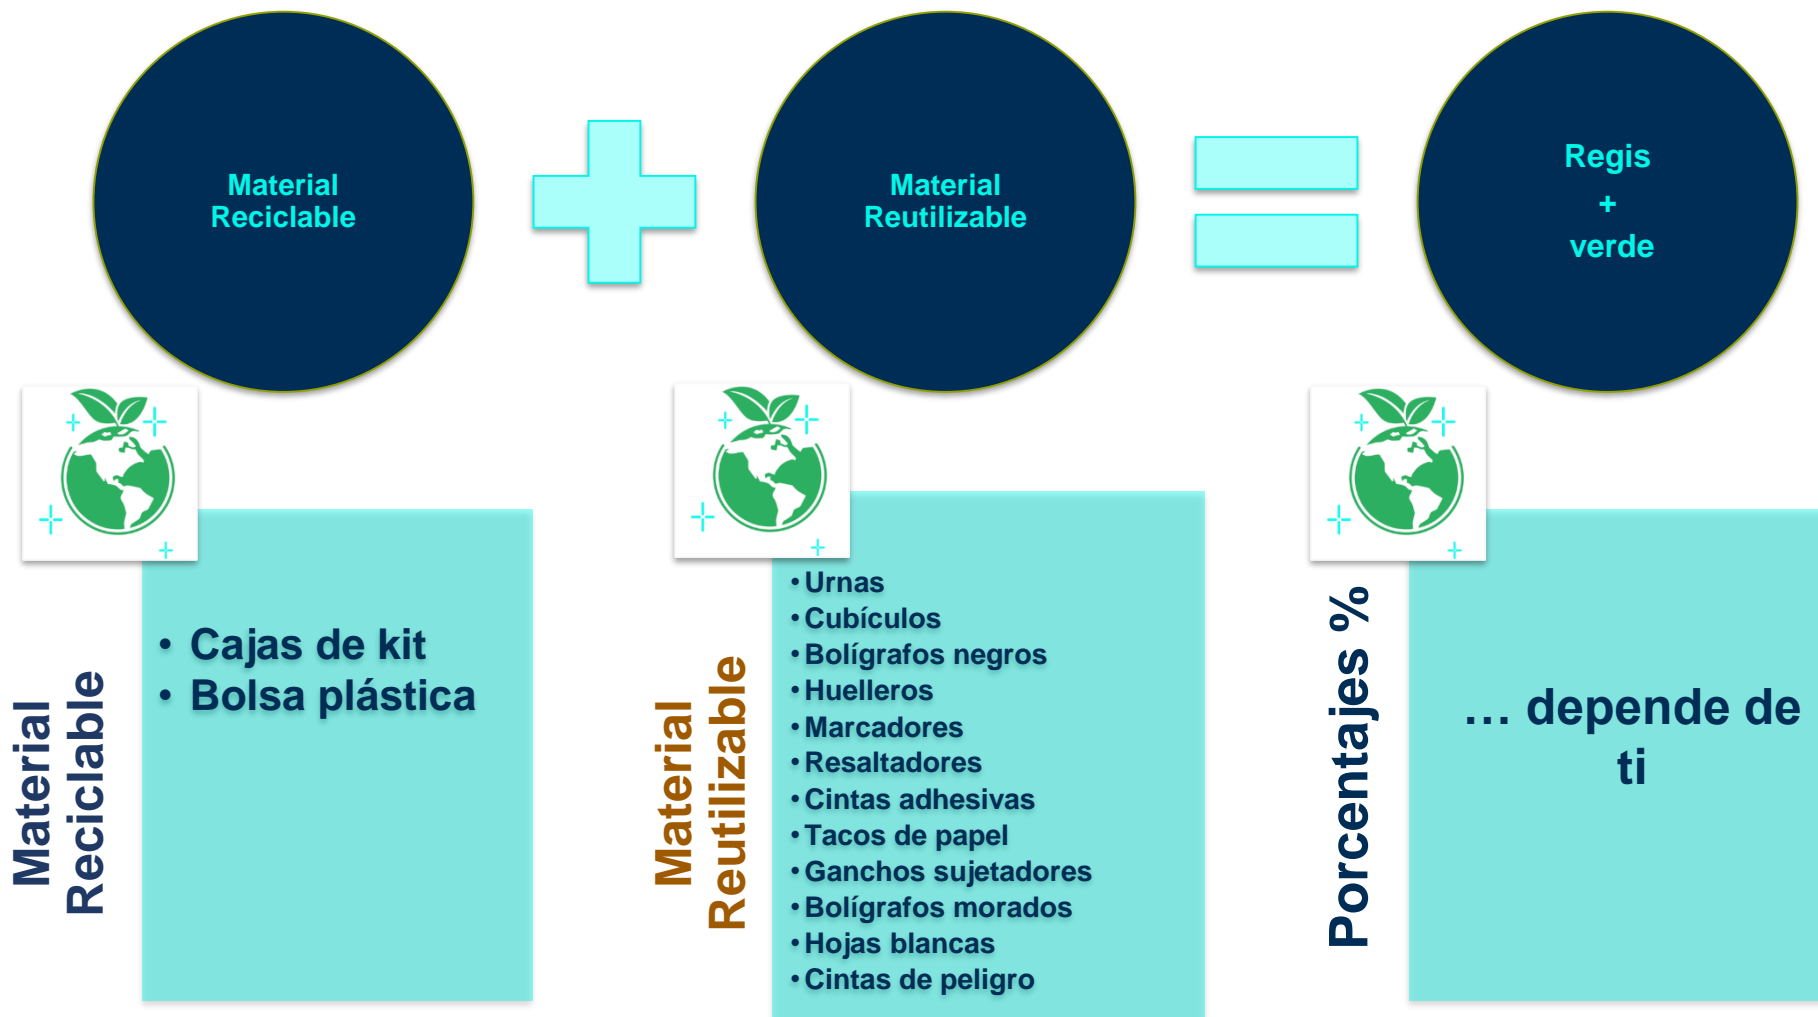 Material
Reciclable
Material
Reutilizable
Regis
+
verde
Material
Reciclable
• Cajas de kit
• Bolsa plástica
Material
Reutilizable
• Urnas
• Cubículos
• Bolígrafos negros
• Huelleros
• Marcadores
• Resaltadores
• Cintas adhesivas
• Tacos de papel
• Ganchos sujetadores
• Bolígrafos morados
• Hojas blancas
• Cintas de peligro
Porcentajes %
... depende de
ti